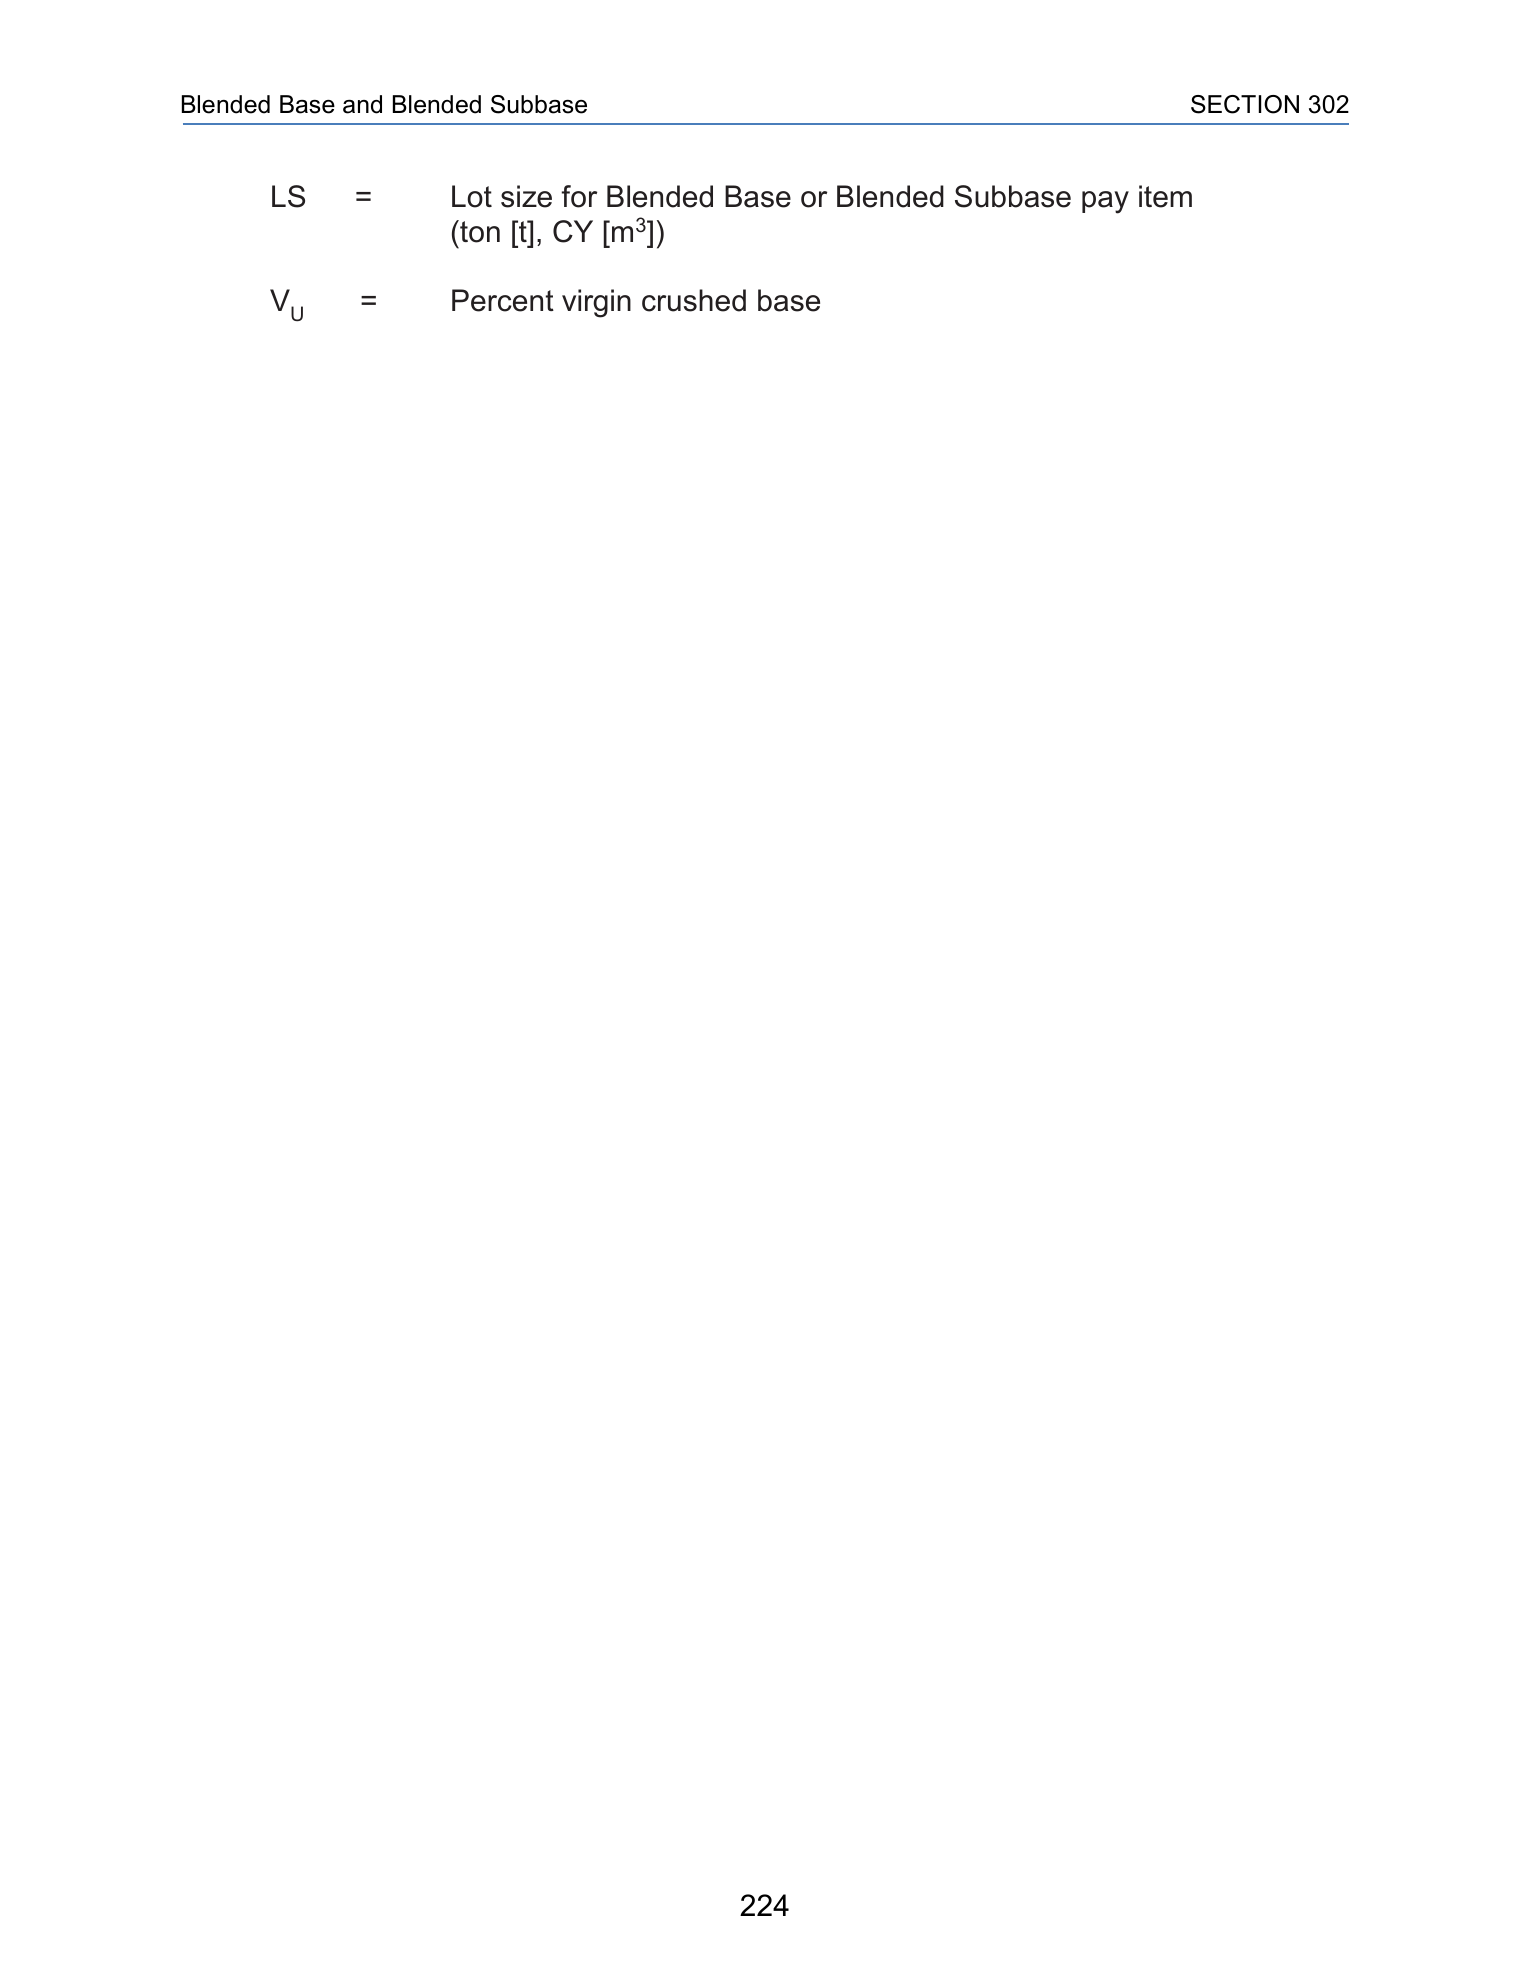 Blended Base and Blended Subbase SECTION 302
LS = Lot size for Blended Base or Blended Subbase pay item
(ton [t], CY [m³])
V_U = Percent virgin crushed base
224